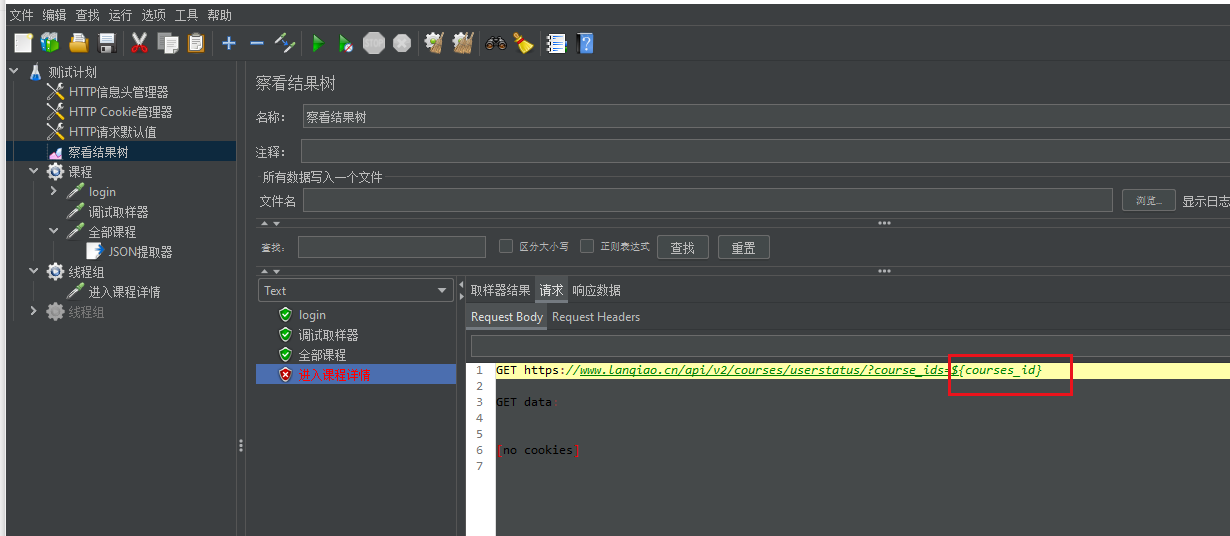 文件 编辑 查找 运行 选项 工具 帮助
测试计划
HTTP信息头管理器
HTTP Cookie管理器
HTTP请求默认值
察看结果树
课程
login
调试取样器
全部课程
JSON提取器
线程组
进入课程详情
线程组
察看结果树
名称： 察看结果树
注释：
所有数据写入一个文件
文件名 浏览... 显示日志
查找： 区分大小写 正则表达式 查找 重置
Text
login
调试取样器
全部课程
进入课程详情
取样器结果 请求 响应数据
Request Body Request Headers
1 GET https://www.lanqiao.cn/api/v2/courses/userstatus/?course_ids=${courses_id}
2
3 GET data
4
5
6 [no cookies]
7